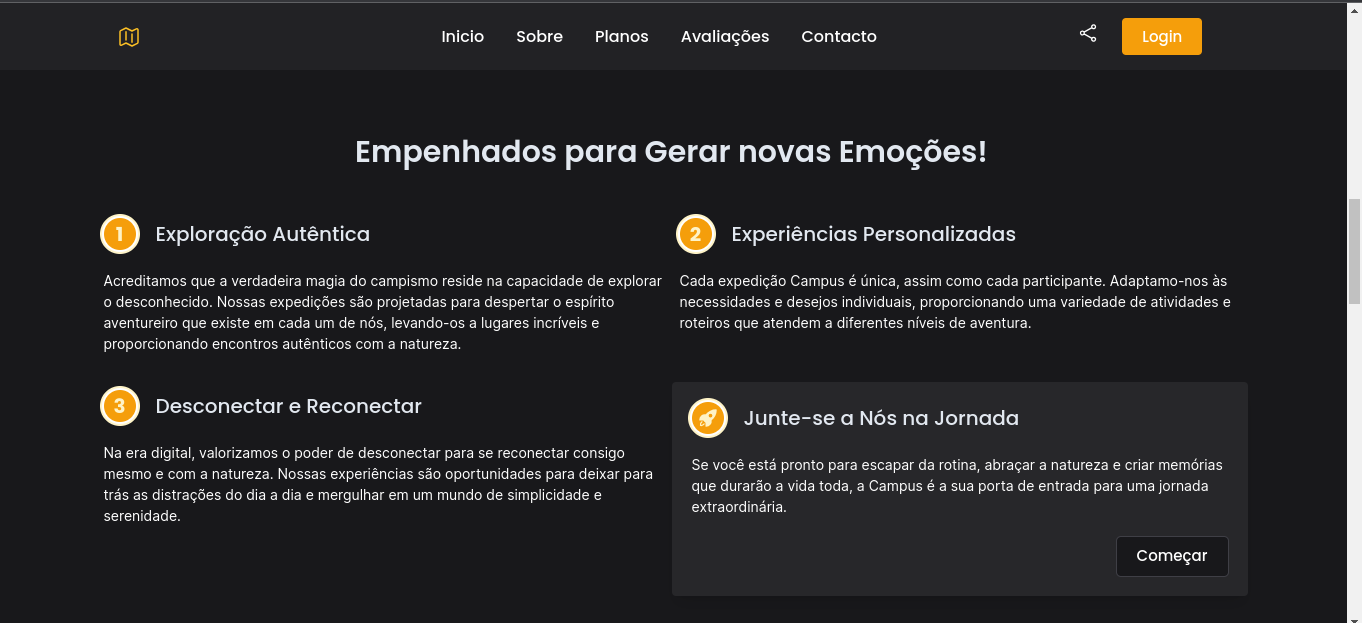 Inicio Sobre Planos Avaliações Contacto Login
Empenhados para Gerar novas Emoções!
1 Exploração Autêntica
Acreditamos que a verdadeira magia do campismo reside na capacidade de explorar
o desconhecido. Nossas expedições são projetadas para despertar o espírito
aventureiro que existe em cada um de nós, levando-os a lugares incríveis e
proporcionando encontros autênticos com a natureza.
2 Experiências Personalizadas
Cada expedição Campus é única, assim como cada participante. Adaptamo-nos às
necessidades e desejos individuais, proporcionando uma variedade de atividades e
roteiros que atendem a diferentes níveis de aventura.
3 Desconectar e Reconectar
Na era digital, valorizamos o poder de desconectar para se reconectar consigo
mesmo e com a natureza. Nossas experiências são oportunidades para deixar para
trás as distrações do dia a dia e mergulhar em um mundo de simplicidade e
serenidade.
Junte-se a Nós na Jornada
Se você está pronto para escapar da rotina, abraçar a natureza e criar memórias
que durarão a vida toda, a Campus é a sua porta de entrada para uma jornada
extraordinária.
Começar